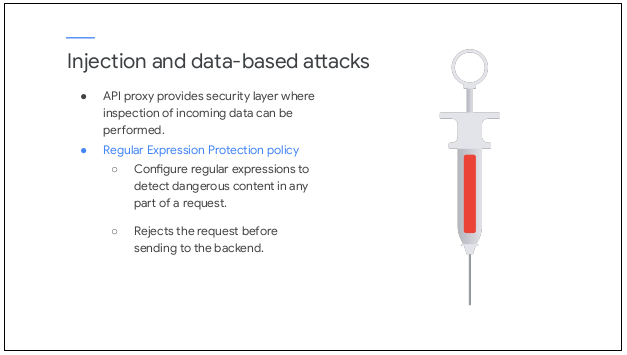 Injection and data-based attacks
● API proxy provides security layer where
inspection of incoming data can be
performed.
● Regular Expression Protection policy
○ Configure regular expressions to
detect dangerous content in any
part of a request.
○ Rejects the request before
sending to the backend.